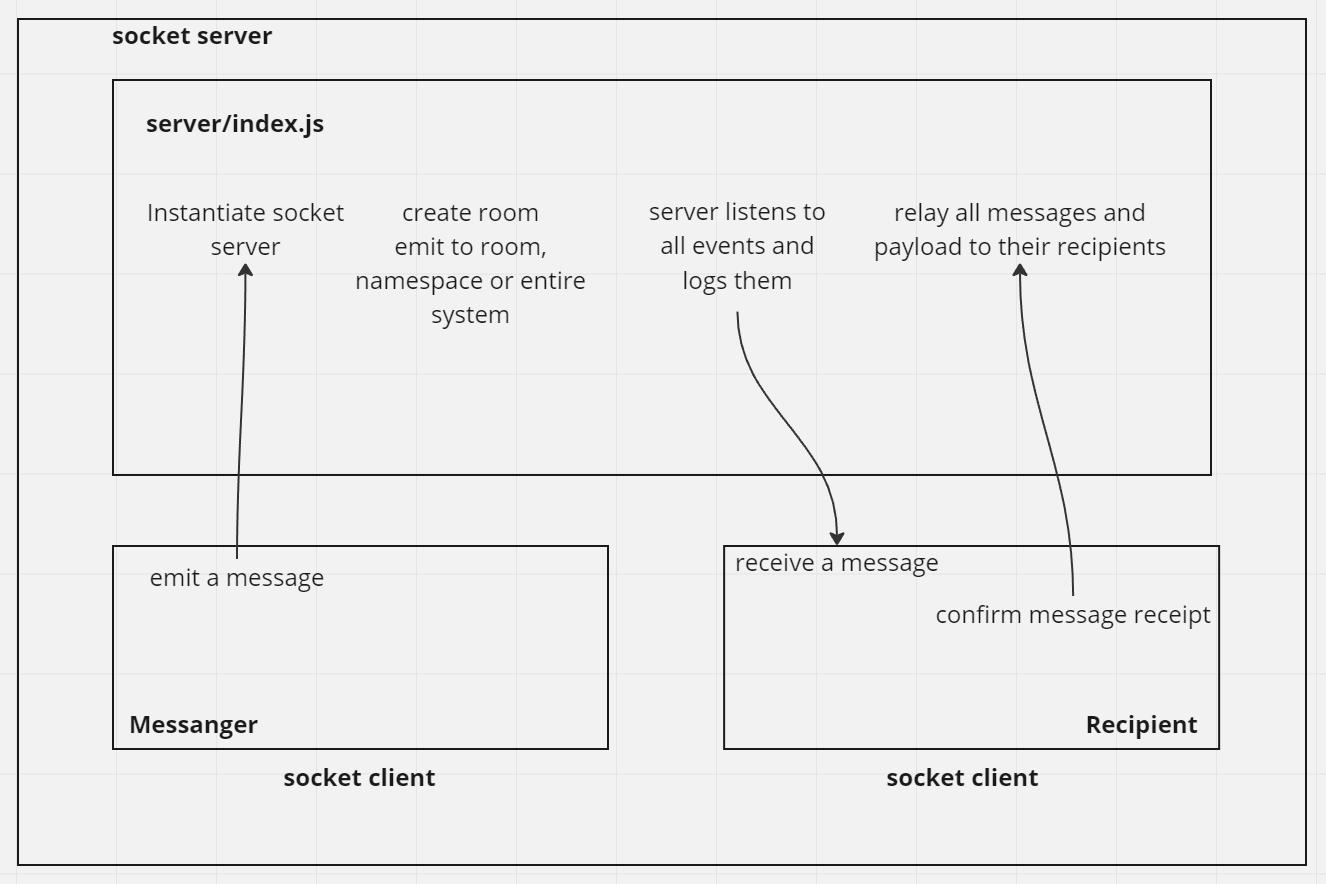 socket server
server/index.js
Instantiate socket
server
create room
emit to room,
namespace or entire
system
server listens to
all events and
logs them
relay all messages and
payload to their recipients
emit a message
Messanger
socket client
receive a message
confirm message receipt
Recipient
socket client